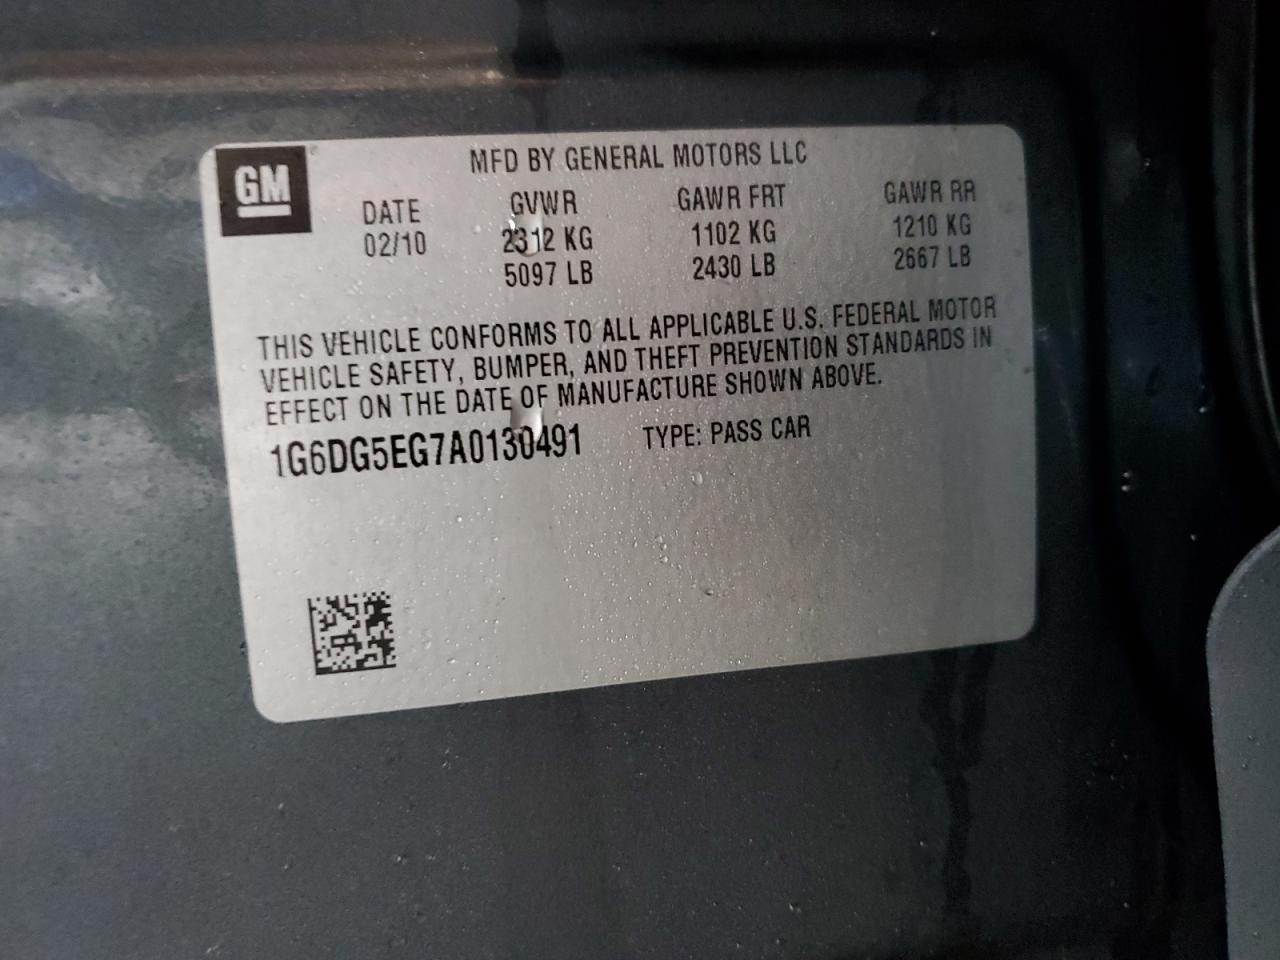 GM
MFD BY GENERAL MOTORS LLC
DATE GVWR GAWR FRT GAWR RR
02/10 2312 KG 1102 KG 1210 KG
5097 LB 2430 LB 2667 LB
THIS VEHICLE CONFORMS TO ALL APPLICABLE U.S. FEDERAL MOTOR
VEHICLE SAFETY, BUMPER, AND THEFT PREVENTION STANDARDS IN
EFFECT ON THE DATE OF MANUFACTURE SHOWN ABOVE.
1G6DG5EG7A0130491 TYPE: PASS CAR